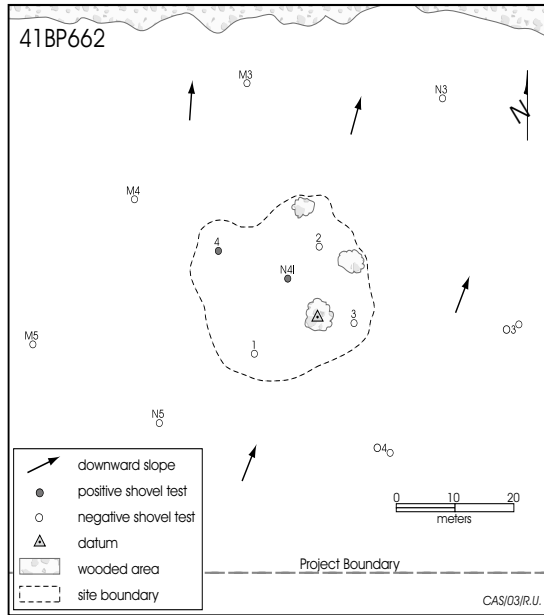 41BP662
M3
N3
N
M4
4
2
N4
O3
3
M5
1
N5
O4
downward slope
positive shovel test
negative shovel test
datum
wooded area
site boundary
0 10 20
meters
Project Boundary
CAS/03/R.U.